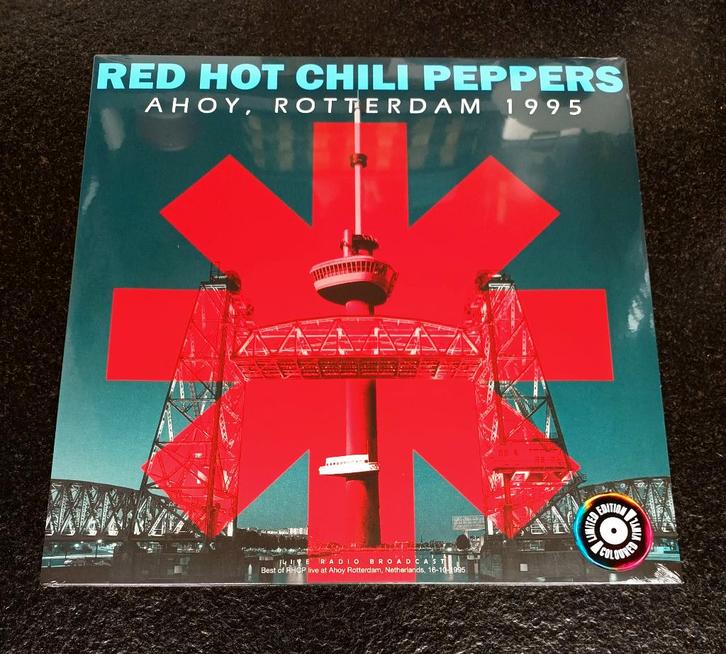 RED HOT CHILI PEPPERS
AHOY, ROTTERDAM 1995
LIMITED EDITION
COLOURED VINYL
LIVE RADIO BROADCAST
Best of RHCP live at Ahoy Rotterdam, Netherlands, 16-10-1995